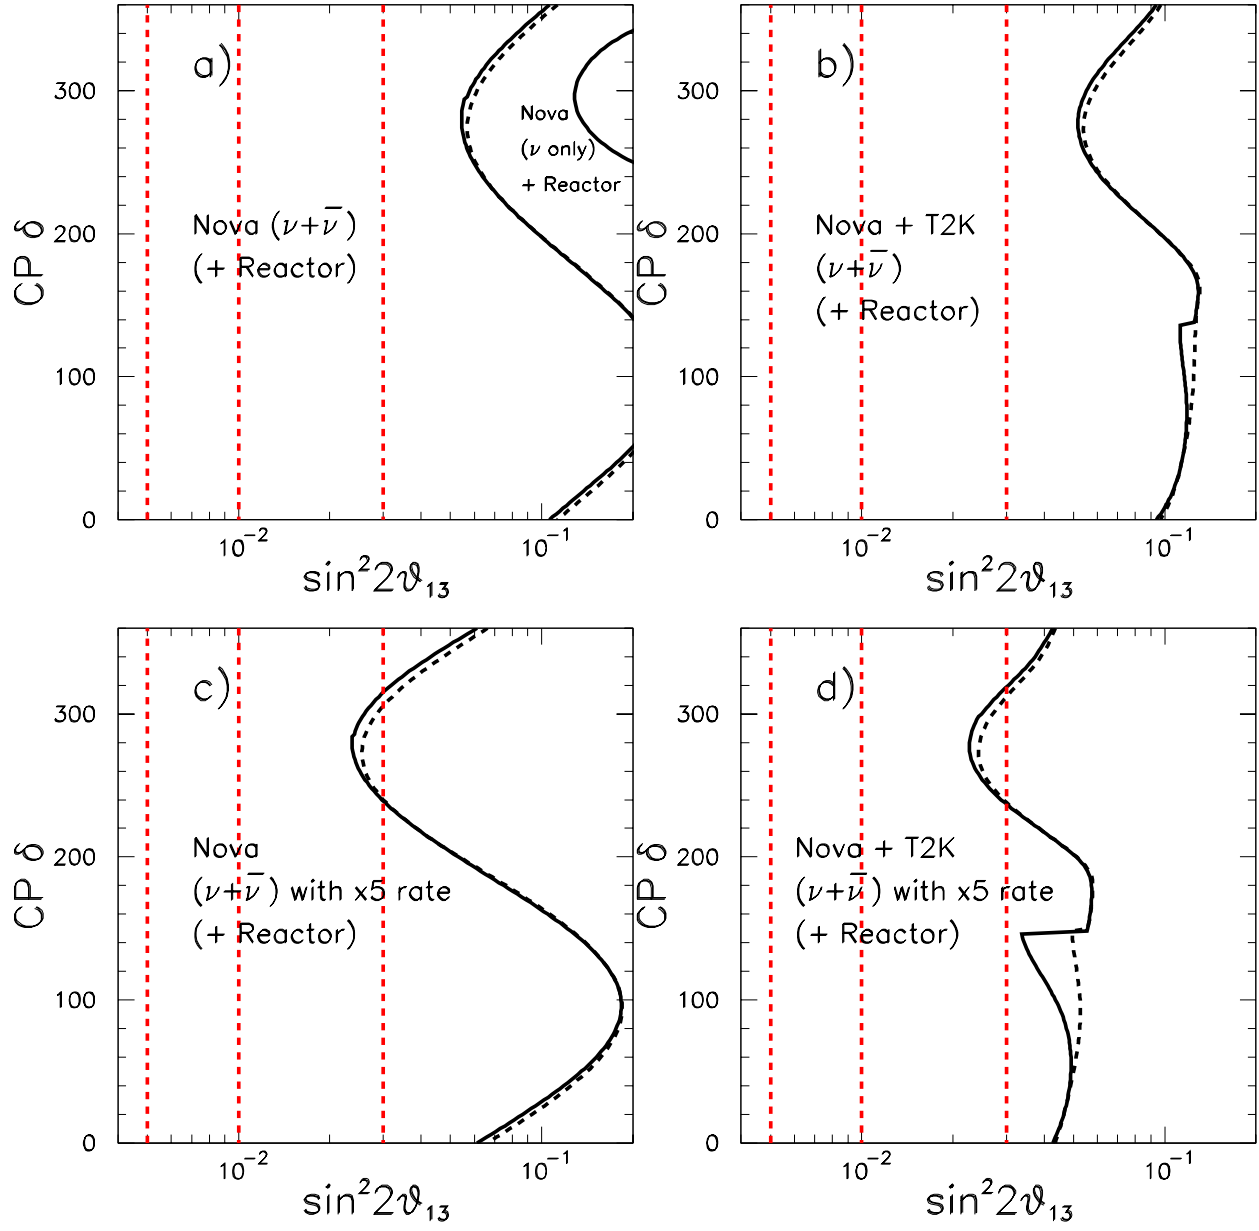 a)
Nova
(ν only)
+ Reactor
Nova (ν+ν̅)
(+ Reactor)
300
200
100
0
CP δ
10⁻² 10⁻¹
sin²2ϑ₁₃
b)
Nova + T2K
(ν+ν̅)
(+ Reactor)
300
200
100
0
CP δ
10⁻² 10⁻¹
sin²2ϑ₁₃
c)
Nova
(ν+ν̅) with x5 rate
(+ Reactor)
300
200
100
0
CP δ
10⁻² 10⁻¹
sin²2ϑ₁₃
d)
Nova + T2K
(ν+ν̅) with x5 rate
(+ Reactor)
300
200
100
0
CP δ
10⁻² 10⁻¹
sin²2ϑ₁₃